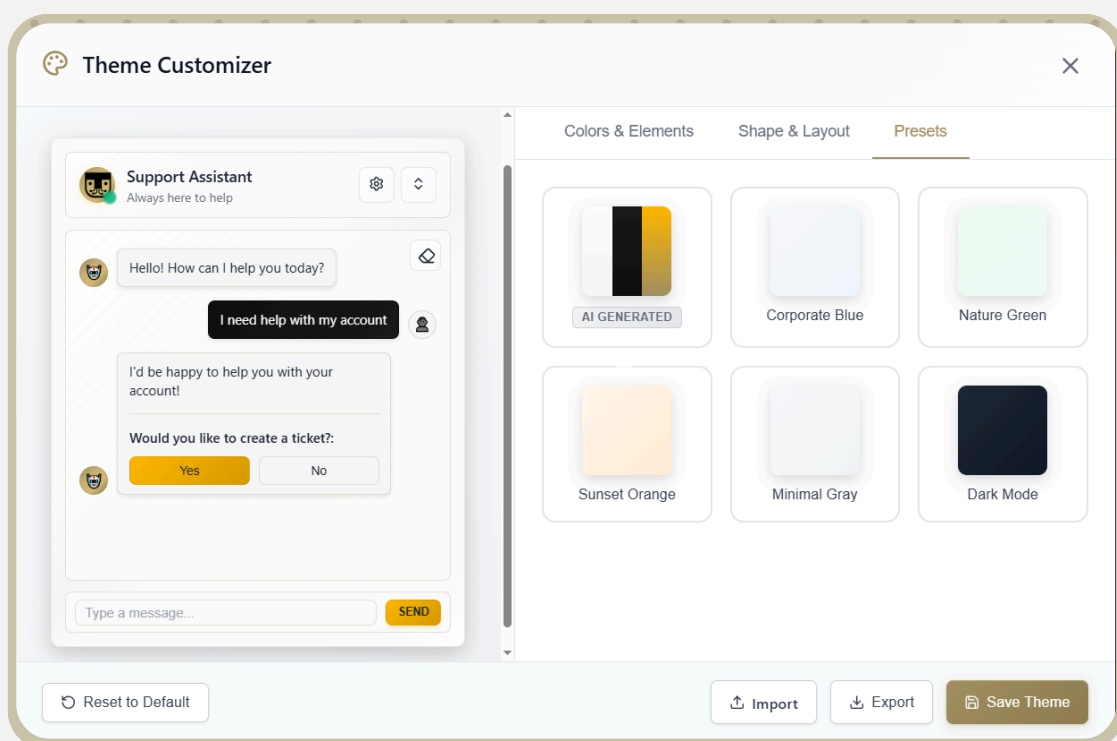 Theme Customizer
Support Assistant
Always here to help
Hello! How can I help you today?
I need help with my account
I'd be happy to help you with your
account!
Would you like to create a ticket?:
Yes
No
Type a message...
SEND
Colors & Elements
Shape & Layout
Presets
AI GENERATED
Corporate Blue
Nature Green
Sunset Orange
Minimal Gray
Dark Mode
Reset to Default
Import
Export
Save Theme